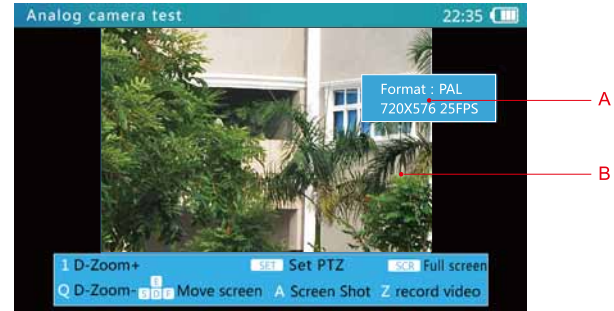 Analog camera test 22:35
Format : PAL
720X576 25FPS
A
B
1 D-Zoom+ SET Set PTZ SCR Full screen
E
Q D-Zoom- S D F Move screen A Screen Shot Z record video